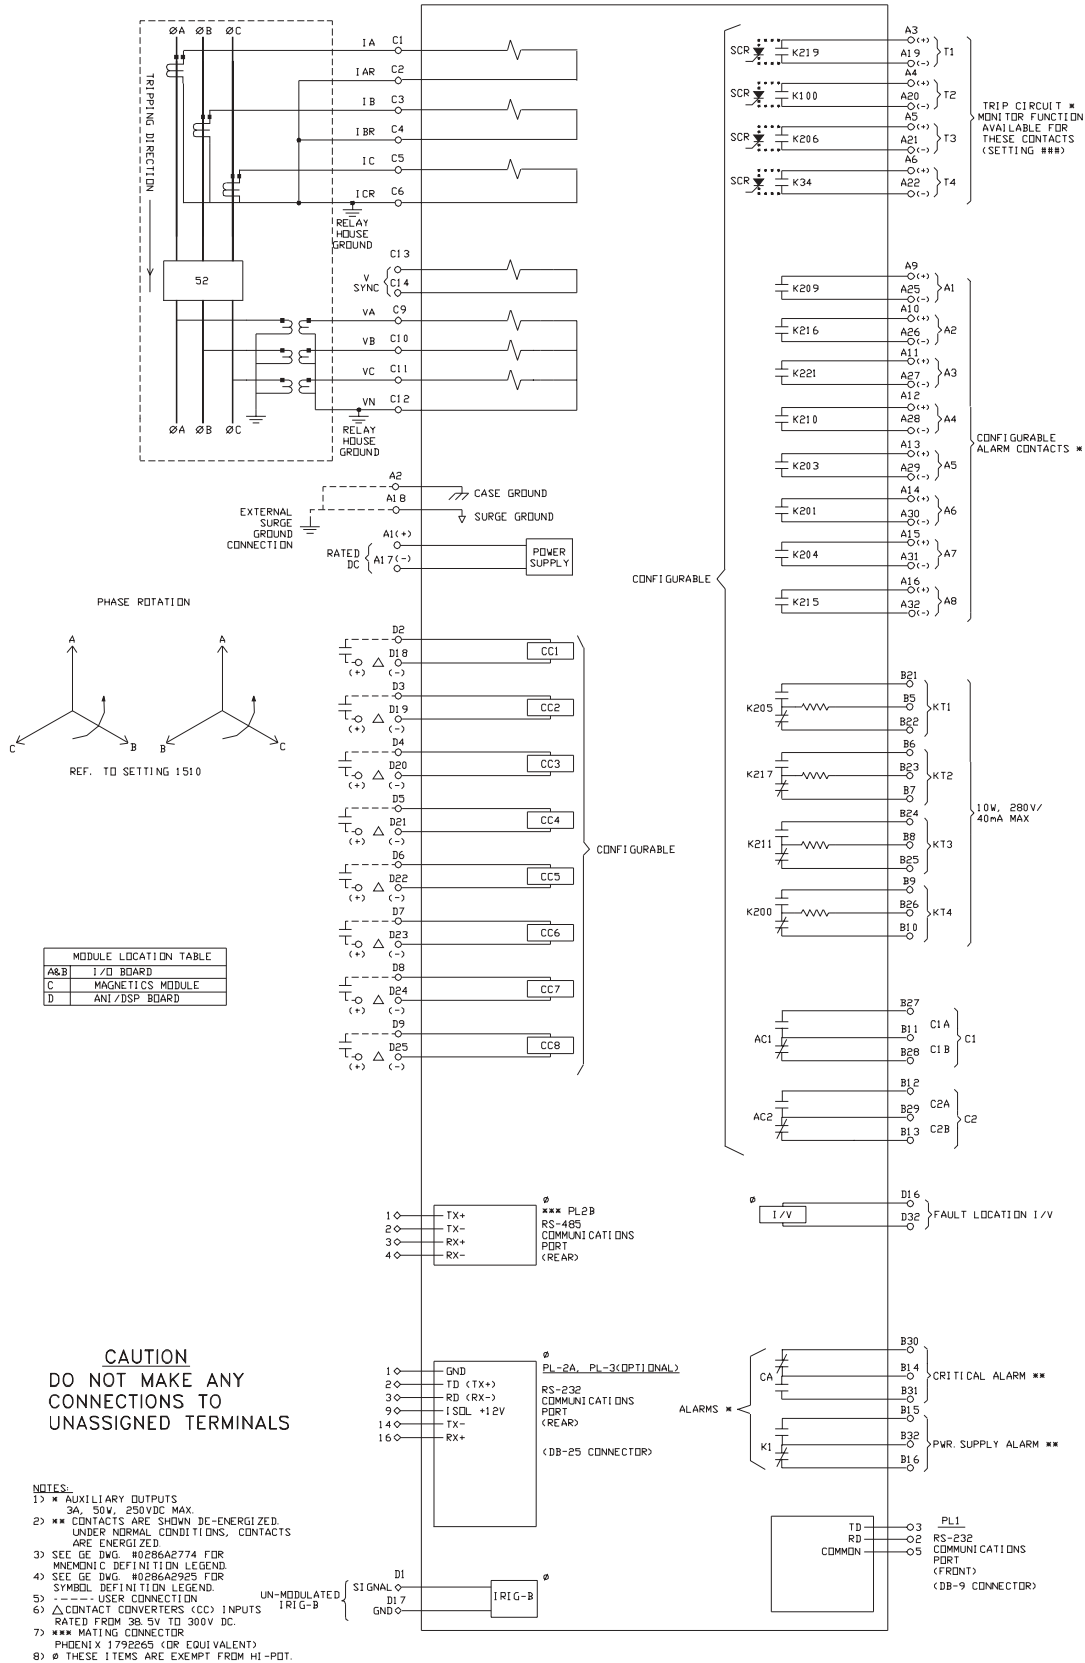 ØA ØB ØC
TRIPPING DIRECTION
52
ØA ØB ØC
IA C1
IAR C2
IB C3
IBR C4
IC C5
ICR C6
RELAY
HOUSE
GROUND
C13
V
SYNC
C14
VA C9
VB C10
VC C11
VN C12
RELAY
HOUSE
GROUND
A2
A18
CASE GROUND
SURGE GROUND
EXTERNAL
SURGE
GROUND
CONNECTION
RATED
DC
A1(+)
A17(-)
POWER
SUPPLY
PHASE ROTATION
A
C
B
A
B
C
REF. TO SETTING 1510
D2
D18
(+) △ (-)
CC1
D3
D19
(+) △ (-)
CC2
D4
D20
(+) △ (-)
CC3
D5
D21
(+) △ (-)
CC4
D6
D22
(+) △ (-)
CC5
D7
D23
(+) △ (-)
CC6
D8
D24
(+) △ (-)
CC7
D9
D25
(+) △ (-)
CC8
CONFIGURABLE
MODULE LOCATION TABLE
A&B I/O BOARD
C MAGNETICS MODULE
D ANI/DSP BOARD
CONFIGURABLE
SCR K219 A3 (+) A19 (-) T1
SCR K100 A4 (+) A20 (-) T2
SCR K206 A5 (+) A21 (-) T3
SCR K34 A6 (+) A22 (-) T4
TRIP CIRCUIT *
MONITOR FUNCTION
AVAILABLE FOR
THESE CONTACTS
(SETTING ###)
K209 A9 (+) A25 (-) A1
K216 A10 (+) A26 (-) A2
K221 A11 (+) A27 (-) A3
K210 A12 (+) A28 (-) A4
K203 A13 (+) A29 (-) A5
K201 A14 (+) A30 (-) A6
K204 A15 (+) A31 (-) A7
K215 A16 (+) A32 (-) A8
CONFIGURABLE
ALARM CONTACTS *
K205 B21 B5 B22 KT1
K217 B6 B23 B7 KT2
K211 B24 B8 B25 KT3
K200 B9 B26 B10 KT4
10W, 280V/
40mA MAX
AC1 B27 B11 B28 C1A C1B C1
AC2 B12 B29 B13 C2A C2B C2
Ø
I/V
D16
D32
FAULT LOCATION I/V
1 TX+
2 TX-
3 RX+
4 RX-
Ø
*** PL2B
RS-485
COMMUNICATIONS
PORT
(REAR)
1 GND
2 TD (TX+)
3 RD (RX-)
9 ISOL +12V
14 TX-
16 RX+
Ø
PL-2A, PL-3(OPTIONAL)
RS-232
COMMUNICATIONS
PORT
(REAR)
(DB-25 CONNECTOR)
ALARMS *
CA B30 B14 B31 CRITICAL ALARM **
K1 B15 B32 B16 PWR. SUPPLY ALARM **
TD 3
RD 2
COMMON 5
PL1
RS-232
COMMUNICATIONS
PORT
(FRONT)
(DB-9 CONNECTOR)
UN-MODULATED
IRIG-B
D1
SIGNAL
D17
GND
IRIG-B
Ø
CAUTION
DO NOT MAKE ANY
CONNECTIONS TO
UNASSIGNED TERMINALS
NOTES:
1) * AUXILIARY OUTPUTS
3A, 50W, 250VDC MAX.
2) ** CONTACTS ARE SHOWN DE-ENERGIZED.
UNDER NORMAL CONDITIONS, CONTACTS
ARE ENERGIZED.
3) SEE GE DWG. #0286A2774 FOR
MNEMONIC DEFINITION LEGEND.
4) SEE GE DWG. #0286A2925 FOR
SYMBOL DEFINITION LEGEND.
5) ------ USER CONNECTION
6) △ CONTACT CONVERTERS (CC) INPUTS
RATED FROM 38.5V TO 300V DC.
7) *** MATING CONNECTOR
PHOENIX 1792265 (OR EQUIVALENT)
8) Ø THESE ITEMS ARE EXEMPT FROM HI-POT.